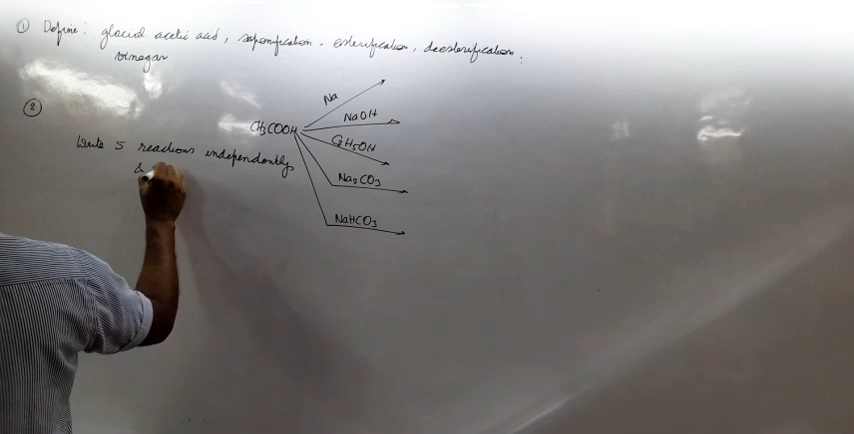 ① Define: glacial acetic acid, saponification, esterification, deesterification.
vinegar
②
Na
NaOH
CH3COOH
C2H5OH
Write 5 reactions independently
&
Na2CO3
NaHCO3